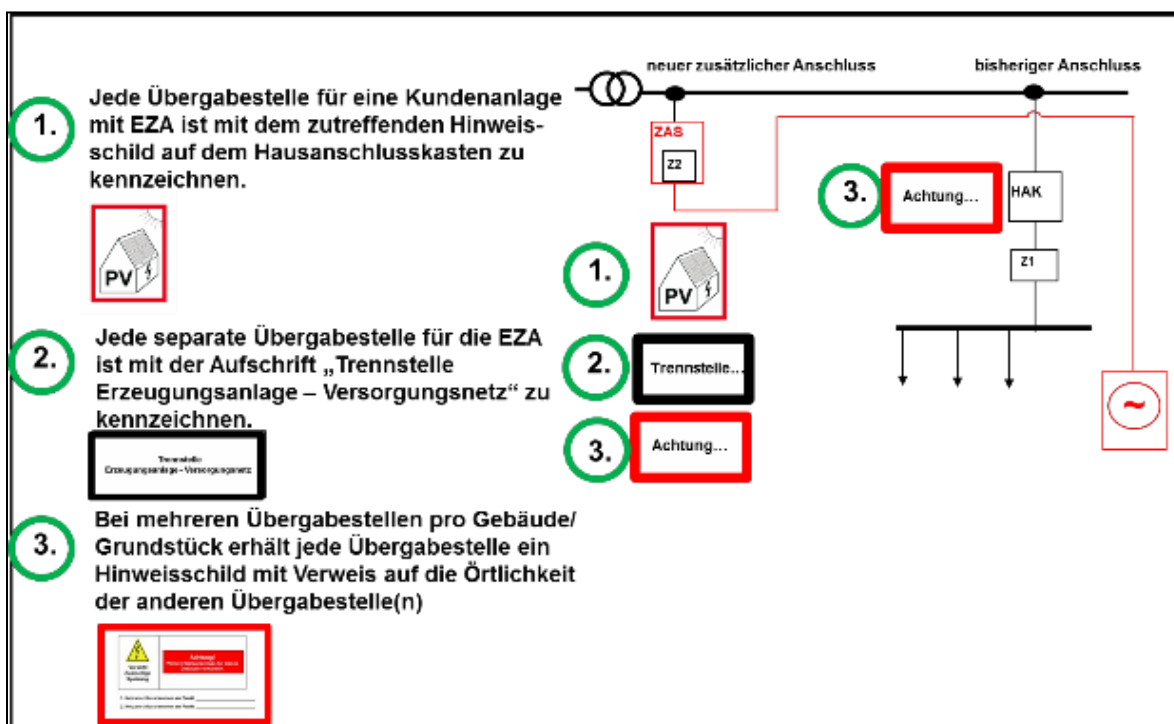 1.
Jede Übergabestelle für eine Kundenanlage
mit EZA ist mit dem zutreffenden Hinweis-
schild auf dem Hausanschlusskasten zu
kennzeichnen.
PV
2.
Jede separate Übergabestelle für die EZA
ist mit der Aufschrift „Trennstelle
Erzeugungsanlage – Versorgungsnetz“ zu
kennzeichnen.
Trennstelle
Erzeugungsanlage - Versorgungsnetz
3.
Bei mehreren Übergabestellen pro Gebäude/
Grundstück erhält jede Übergabestelle ein
Hinweisschild mit Verweis auf die Örtlichkeit
der anderen Übergabestelle(n)
Achtung!
neuer zusätzlicher Anschluss
bisheriger Anschluss
ZAS
Z2
3.
Achtung...
HAK
Z1
1.
PV
2.
Trennstelle...
3.
Achtung...
~